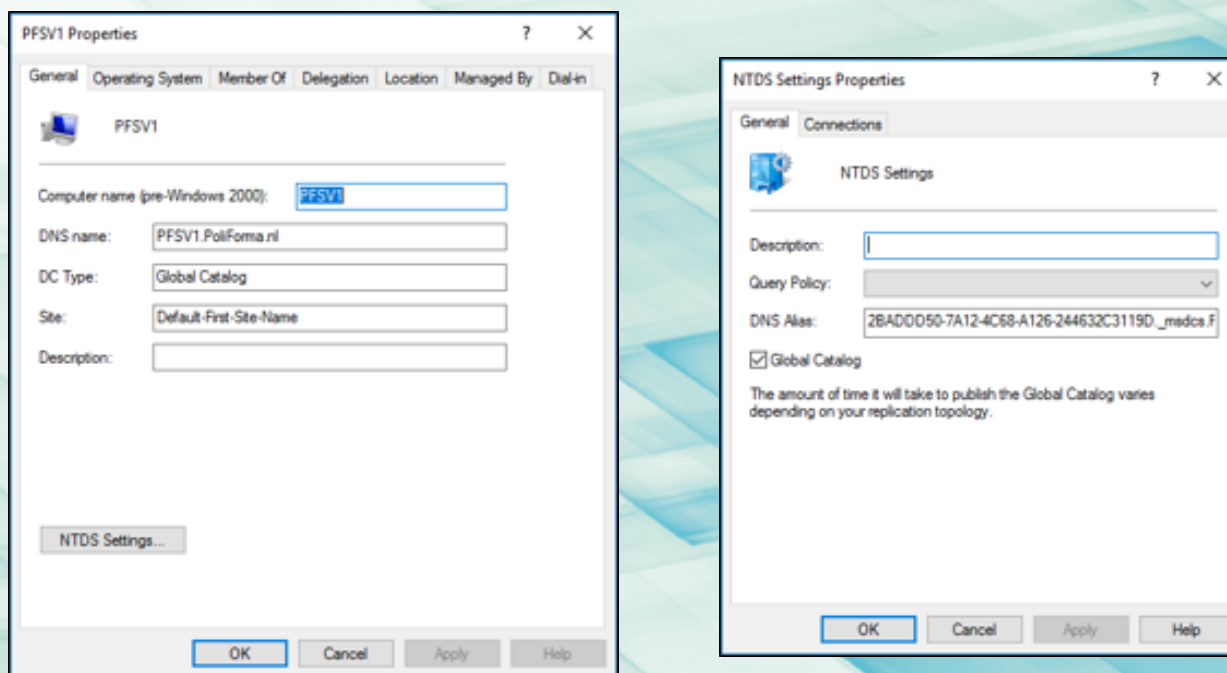 PFSV1 Properties
General Operating System Member Of Delegation Location Managed By Dial-in
PFSV1
Computer name (pre-Windows 2000): PFSV1
DNS name: PFSV1.PoliForma.nl
DC Type: Global Catalog
Site: Default-First-Site-Name
Description:
NTDS Settings...
OK Cancel Apply Help
NTDS Settings Properties
General Connections
NTDS Settings
Description:
Query Policy:
DNS Alias: 2BADDD50-7A12-4C68-A126-244632C3119D._msdcs.F
Global Catalog
The amount of time it will take to publish the Global Catalog varies
depending on your replication topology.
OK Cancel Apply Help